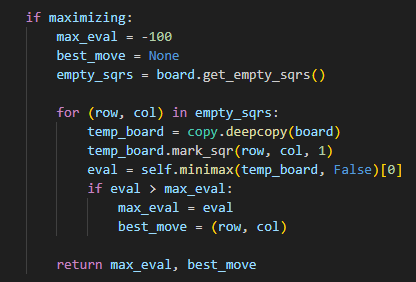 if maximizing:
    max_eval = -100
    best_move = None
    empty_sqrs = board.get_empty_sqrs()

    for (row, col) in empty_sqrs:
        temp_board = copy.deepcopy(board)
        temp_board.mark_sqr(row, col, 1)
        eval = self.minimax(temp_board, False)[0]
        if eval > max_eval:
            max_eval = eval
            best_move = (row, col)

    return max_eval, best_move